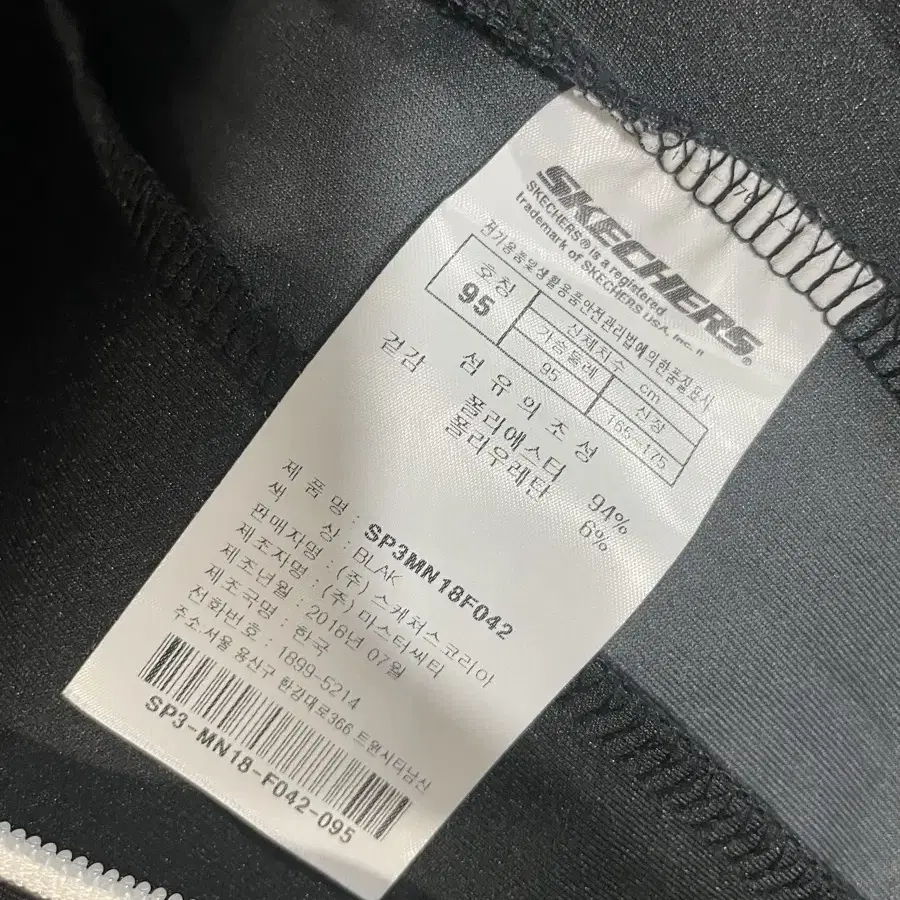 SKECHERS®
SKECHERS® is a registered
trademark of SKECHERS USA, Inc. II
전기용품및생활용품안전관리법에의한품질표시
호칭 신체치수 cm
95 가슴둘레 신장
95 165~175
섬유의 조성
겉감 폴리에스터 94%
폴리우레탄 6%
제품명: SP3MN18F042
색상: BLAK
판매자명: (주) 스케쳐스코리아
제조자명: (주) 마스터씨티
제조년월: 2018년 07월
제조국명: 한국
전화번호: 1899-5214
주소:서울 용산구 한강대로366 트윈시티남산
SP3-MN18-F042-095